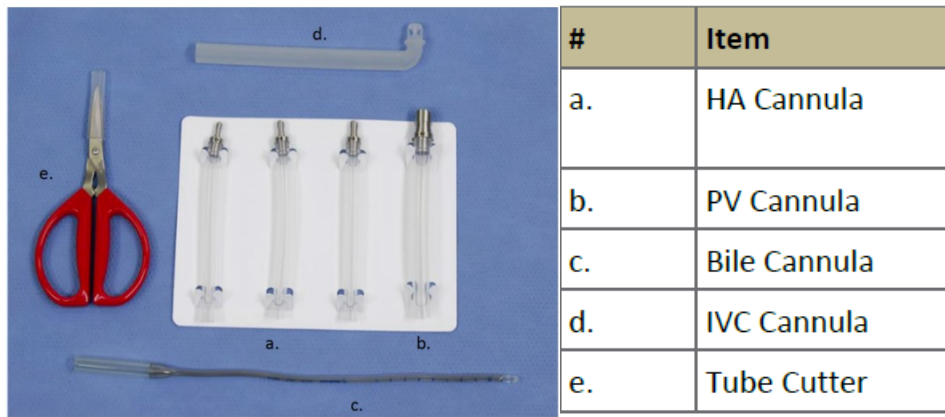 d.
e.
a.
b.
c.
# Item
a. HA Cannula
b. PV Cannula
c. Bile Cannula
d. IVC Cannula
e. Tube Cutter